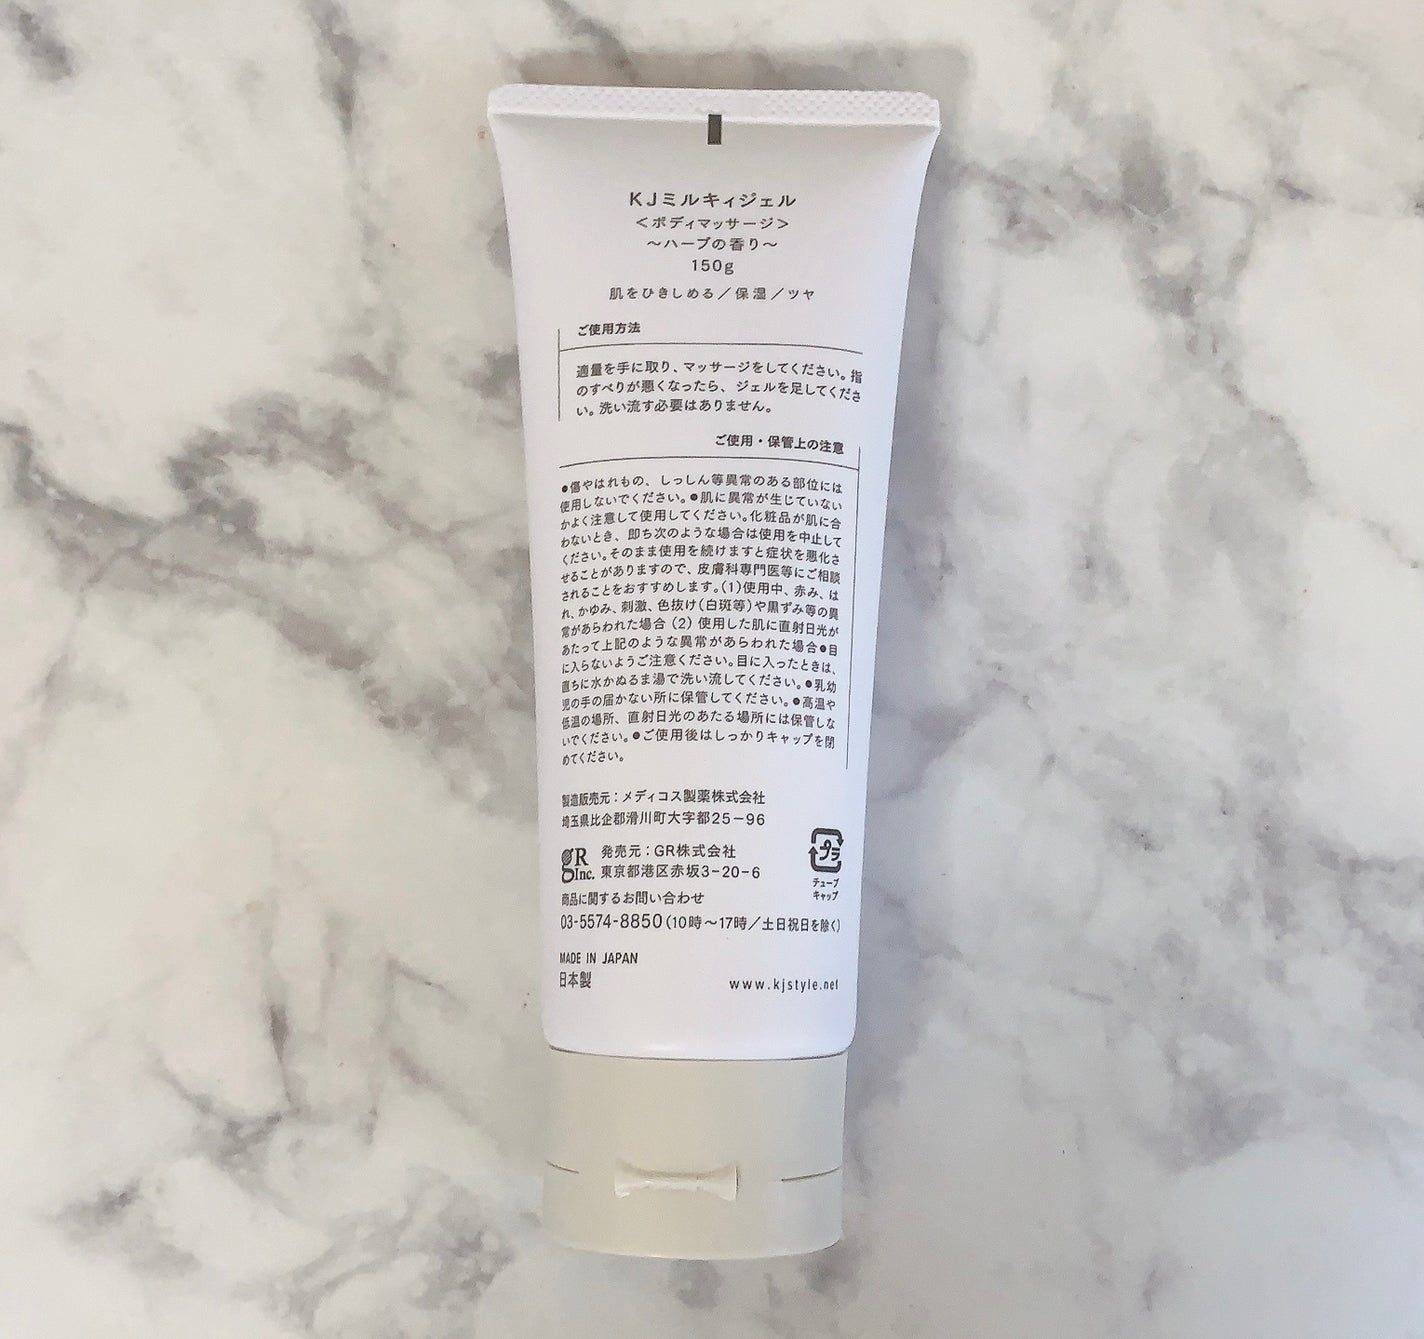 KJミルキィジェル
＜ボディマッサージ＞
〜ハーブの香り〜
150g
肌をひきしめる／保湿／ツヤ
ご使用方法
適量を手に取り、マッサージをしてください。指
のすべりが悪くなったら、ジェルを足してくださ
い。洗い流す必要はありません。
ご使用・保管上の注意
●傷やはれもの、しっしん等異常のある部位には
使用しないでください。●肌に異常が生じていない
かよく注意して使用してください。化粧品が肌に合
わないとき、即ち次のような場合は使用を中止して
ください。そのまま使用を続けますと症状を悪化さ
せることがありますので、皮膚科専門医等にご相談
されることをおすすめします。(1)使用中、赤み、は
れ、かゆみ、刺激、色抜け(白斑等)や黒ずみ等の異
常があらわれた場合(2)使用した肌に直射日光が
あたって上記のような異常があらわれた場合●目
に入らないようご注意ください。目に入ったときは、
直ちに水かぬるま湯で洗い流してください。●乳幼
児の手の届かない所に保管してください。●高温や
低温の場所、直射日光のあたる場所には保管しな
いでください。●ご使用後はしっかりキャップを閉
めてください。
製造販売元：メディコス製薬株式会社
埼玉県比企郡滑川町大字都25−96
gR Inc.
発売元：GR株式会社
東京都港区赤坂3−20−6
プラ
チューブ
キャップ
商品に関するお問い合わせ
03-5574-8850(10時〜17時／土日祝日を除く)
MADE IN JAPAN
日本製
www.kjstyle.net